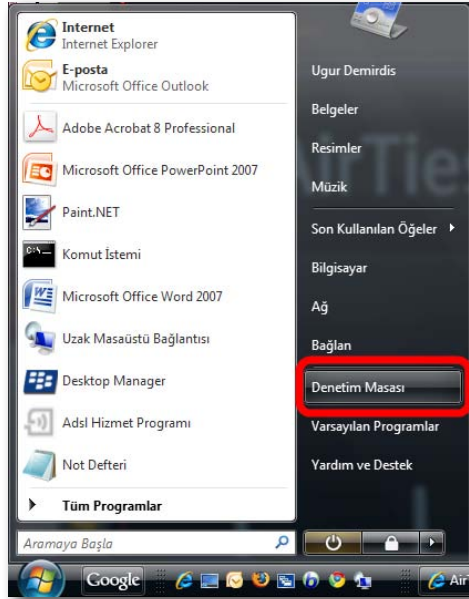 Internet
Internet Explorer
E-posta
Microsoft Office Outlook
Adobe Acrobat 8 Professional
Microsoft Office PowerPoint 2007
Paint.NET
Komut İstemi
Microsoft Office Word 2007
Uzak Masaüstü Bağlantısı
Desktop Manager
Adsl Hizmet Programı
Not Defteri
Tüm Programlar
Aramaya Başla
Ugur Demirdis
Belgeler
Resimler
Müzik
Son Kullanılan Öğeler
Bilgisayar
Ağ
Bağlan
Denetim Masası
Varsayılan Programlar
Yardım ve Destek
AirTies
Google
Air